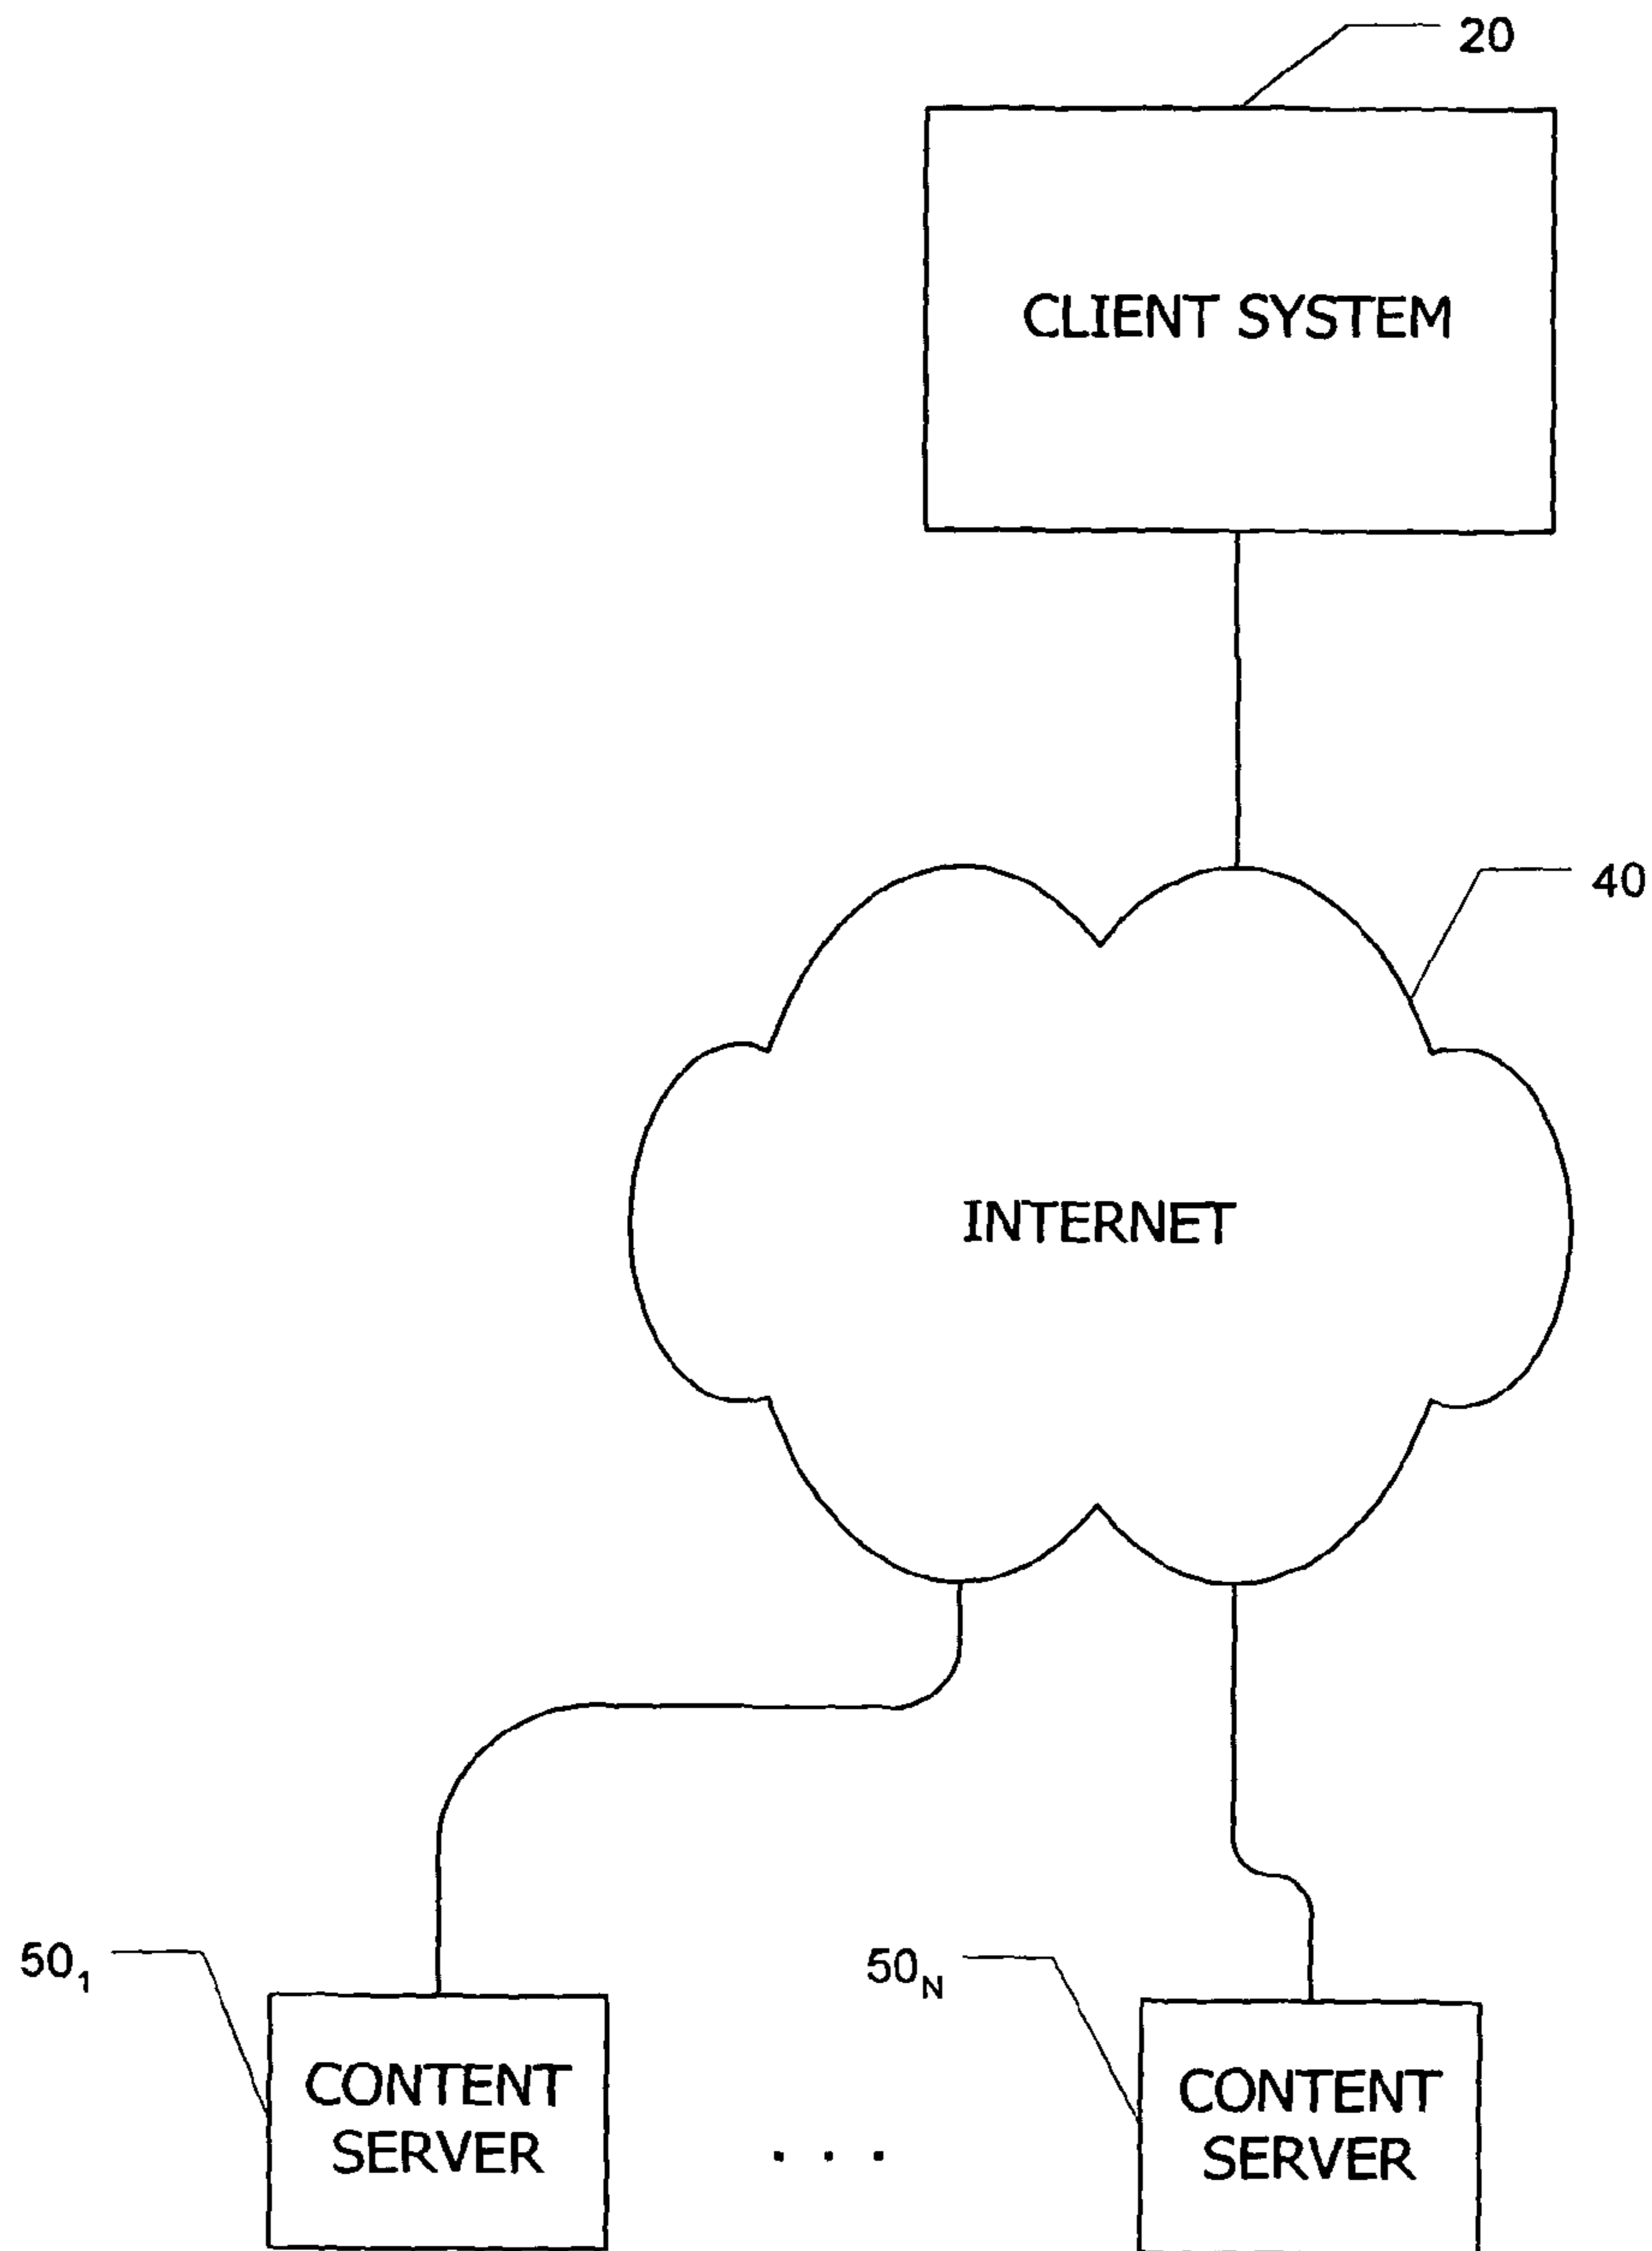 20
CLIENT SYSTEM
40
INTERNET
50₁
50N
CONTENT
SERVER
. . .
CONTENT
SERVER